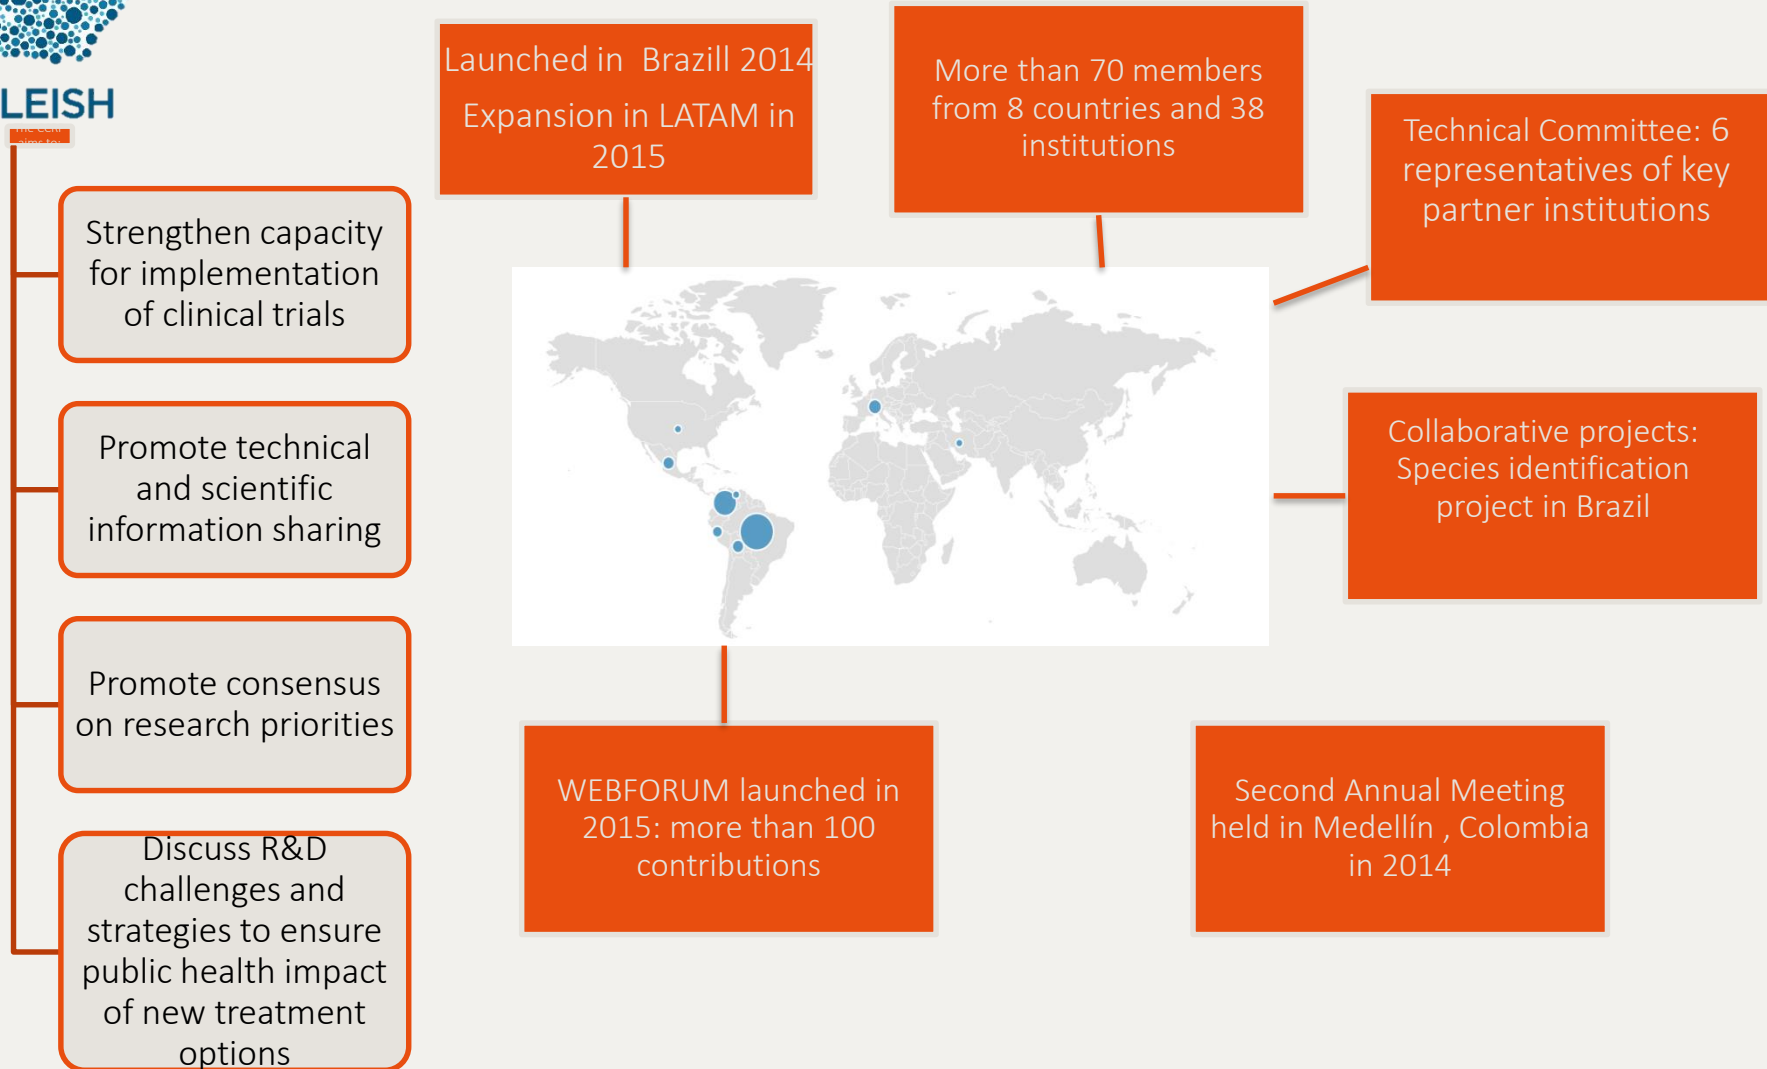 LEISH
aims to:
Strengthen capacity
for implementation
of clinical trials
Promote technical
and scientific
information sharing
Promote consensus
on research priorities
Discuss R&D
challenges and
strategies to ensure
public health impact
of new treatment
options
Launched in Brazill 2014
Expansion in LATAM in
2015
More than 70 members
from 8 countries and 38
institutions
Technical Committee: 6
representatives of key
partner institutions
Collaborative projects:
Species identification
project in Brazil
WEBFORUM launched in
2015: more than 100
contributions
Second Annual Meeting
held in Medellín , Colombia
in 2014